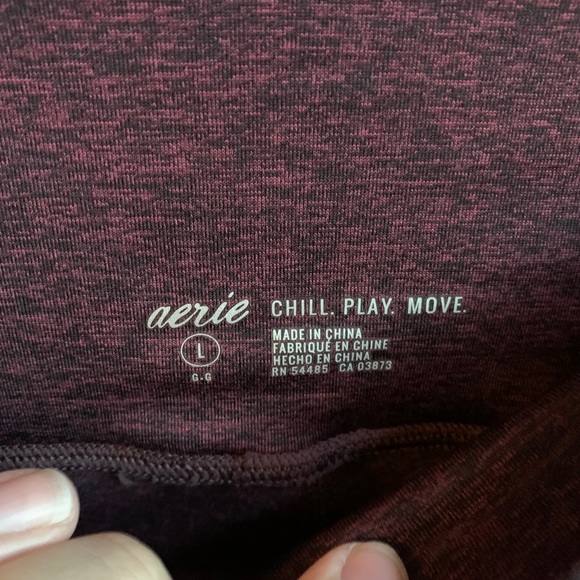 aerie CHILL. PLAY. MOVE.
L
G-G
MADE IN CHINA
FABRIQUÉ EN CHINE
HECHO EN CHINA
RN 54485 CA 03873